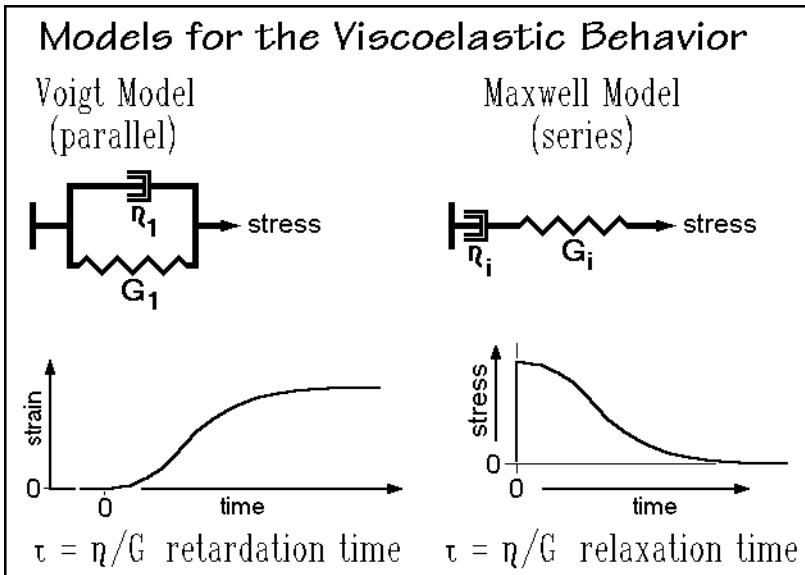 Models for the Viscoelastic Behavior
Voigt Model
(parallel)
η1
stress
G1
strain
0
0
time
τ = η/G retardation time
Maxwell Model
(series)
ηi
Gi
stress
stress
0
0
time
τ = η/G relaxation time